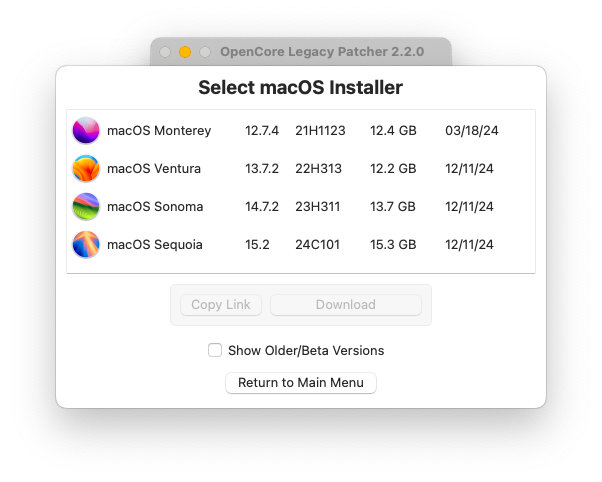 OpenCore Legacy Patcher 2.2.0
Select macOS Installer
macOS Monterey 12.7.4 21H1123 12.4 GB 03/18/24
macOS Ventura 13.7.2 22H313 12.2 GB 12/11/24
macOS Sonoma 14.7.2 23H311 13.7 GB 12/11/24
macOS Sequoia 15.2 24C101 15.3 GB 12/11/24
Copy Link Download
Show Older/Beta Versions
Return to Main Menu